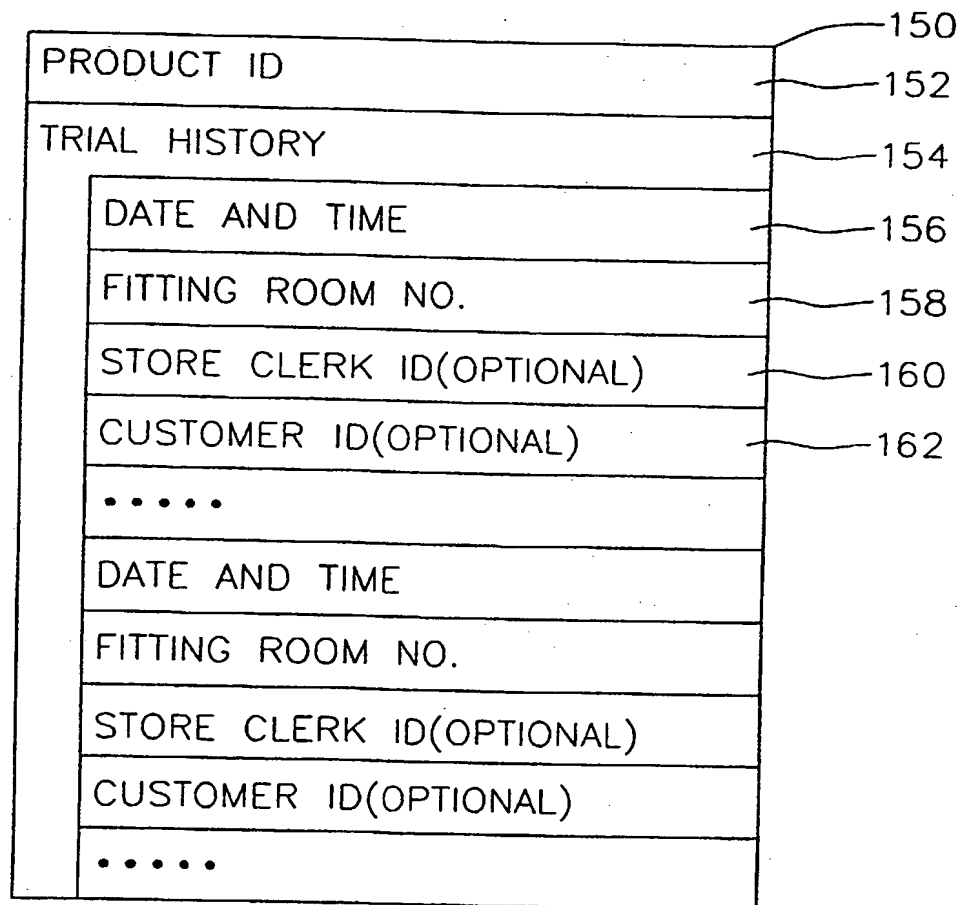 150
PRODUCT ID 152
TRIAL HISTORY 154
DATE AND TIME 156
FITTING ROOM NO. 158
STORE CLERK ID(OPTIONAL) 160
CUSTOMER ID(OPTIONAL) 162
•••••
DATE AND TIME
FITTING ROOM NO.
STORE CLERK ID(OPTIONAL)
CUSTOMER ID(OPTIONAL)
•••••